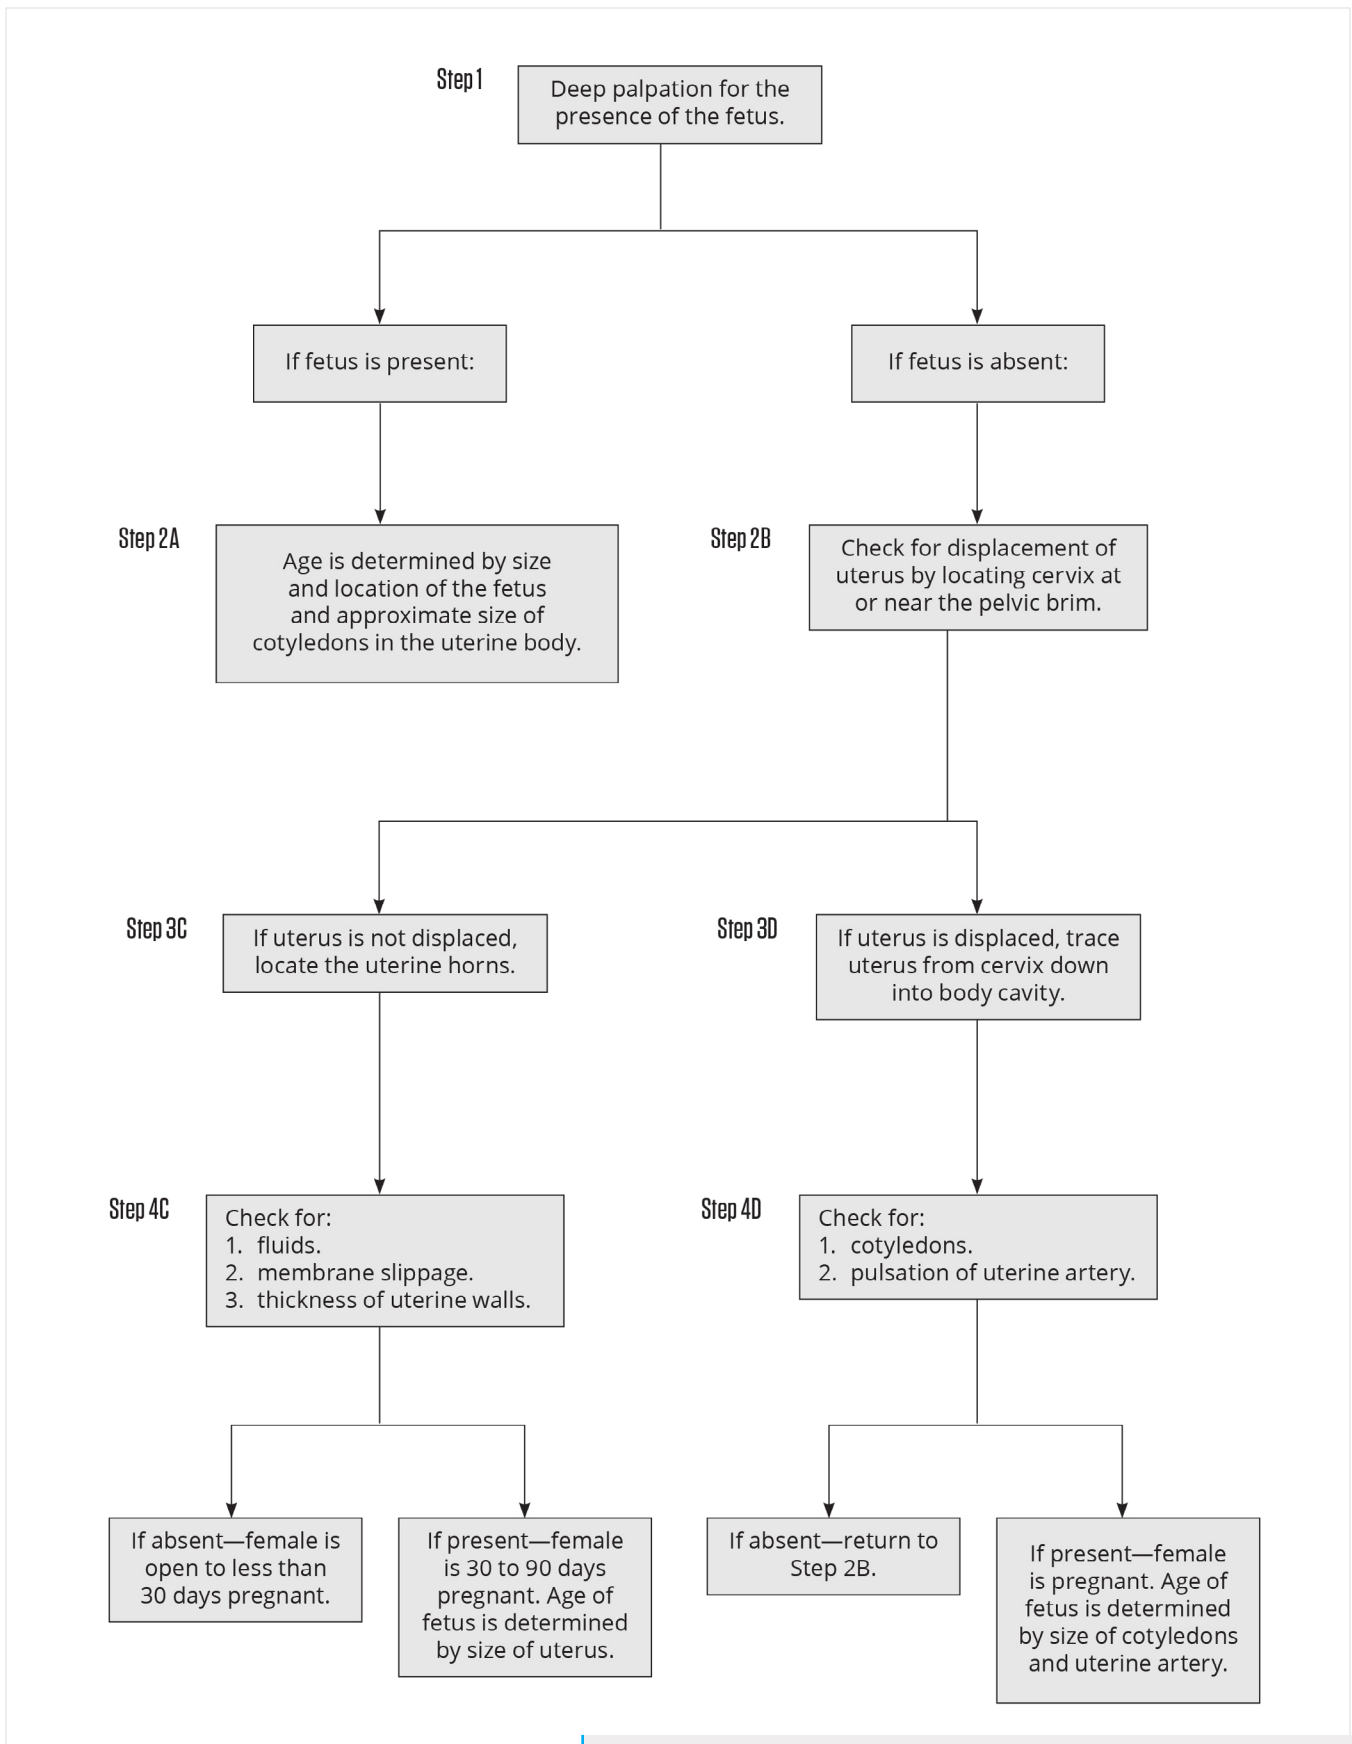 Step 1
Deep palpation for the
presence of the fetus.
If fetus is present:
If fetus is absent:
Step 2A
Age is determined by size
and location of the fetus
and approximate size of
cotyledons in the uterine body.
Step 2B
Check for displacement of
uterus by locating cervix at
or near the pelvic brim.
Step 3C
If uterus is not displaced,
locate the uterine horns.
Step 3D
If uterus is displaced, trace
uterus from cervix down
into body cavity.
Step 4C
Check for:
1. fluids.
2. membrane slippage.
3. thickness of uterine walls.
Step 4D
Check for:
1. cotyledons.
2. pulsation of uterine artery.
If absent—female is
open to less than
30 days pregnant.
If present—female
is 30 to 90 days
pregnant. Age of
fetus is determined
by size of uterus.
If absent—return to
Step 2B.
If present—female
is pregnant. Age of
fetus is determined
by size of cotyledons
and uterine artery.